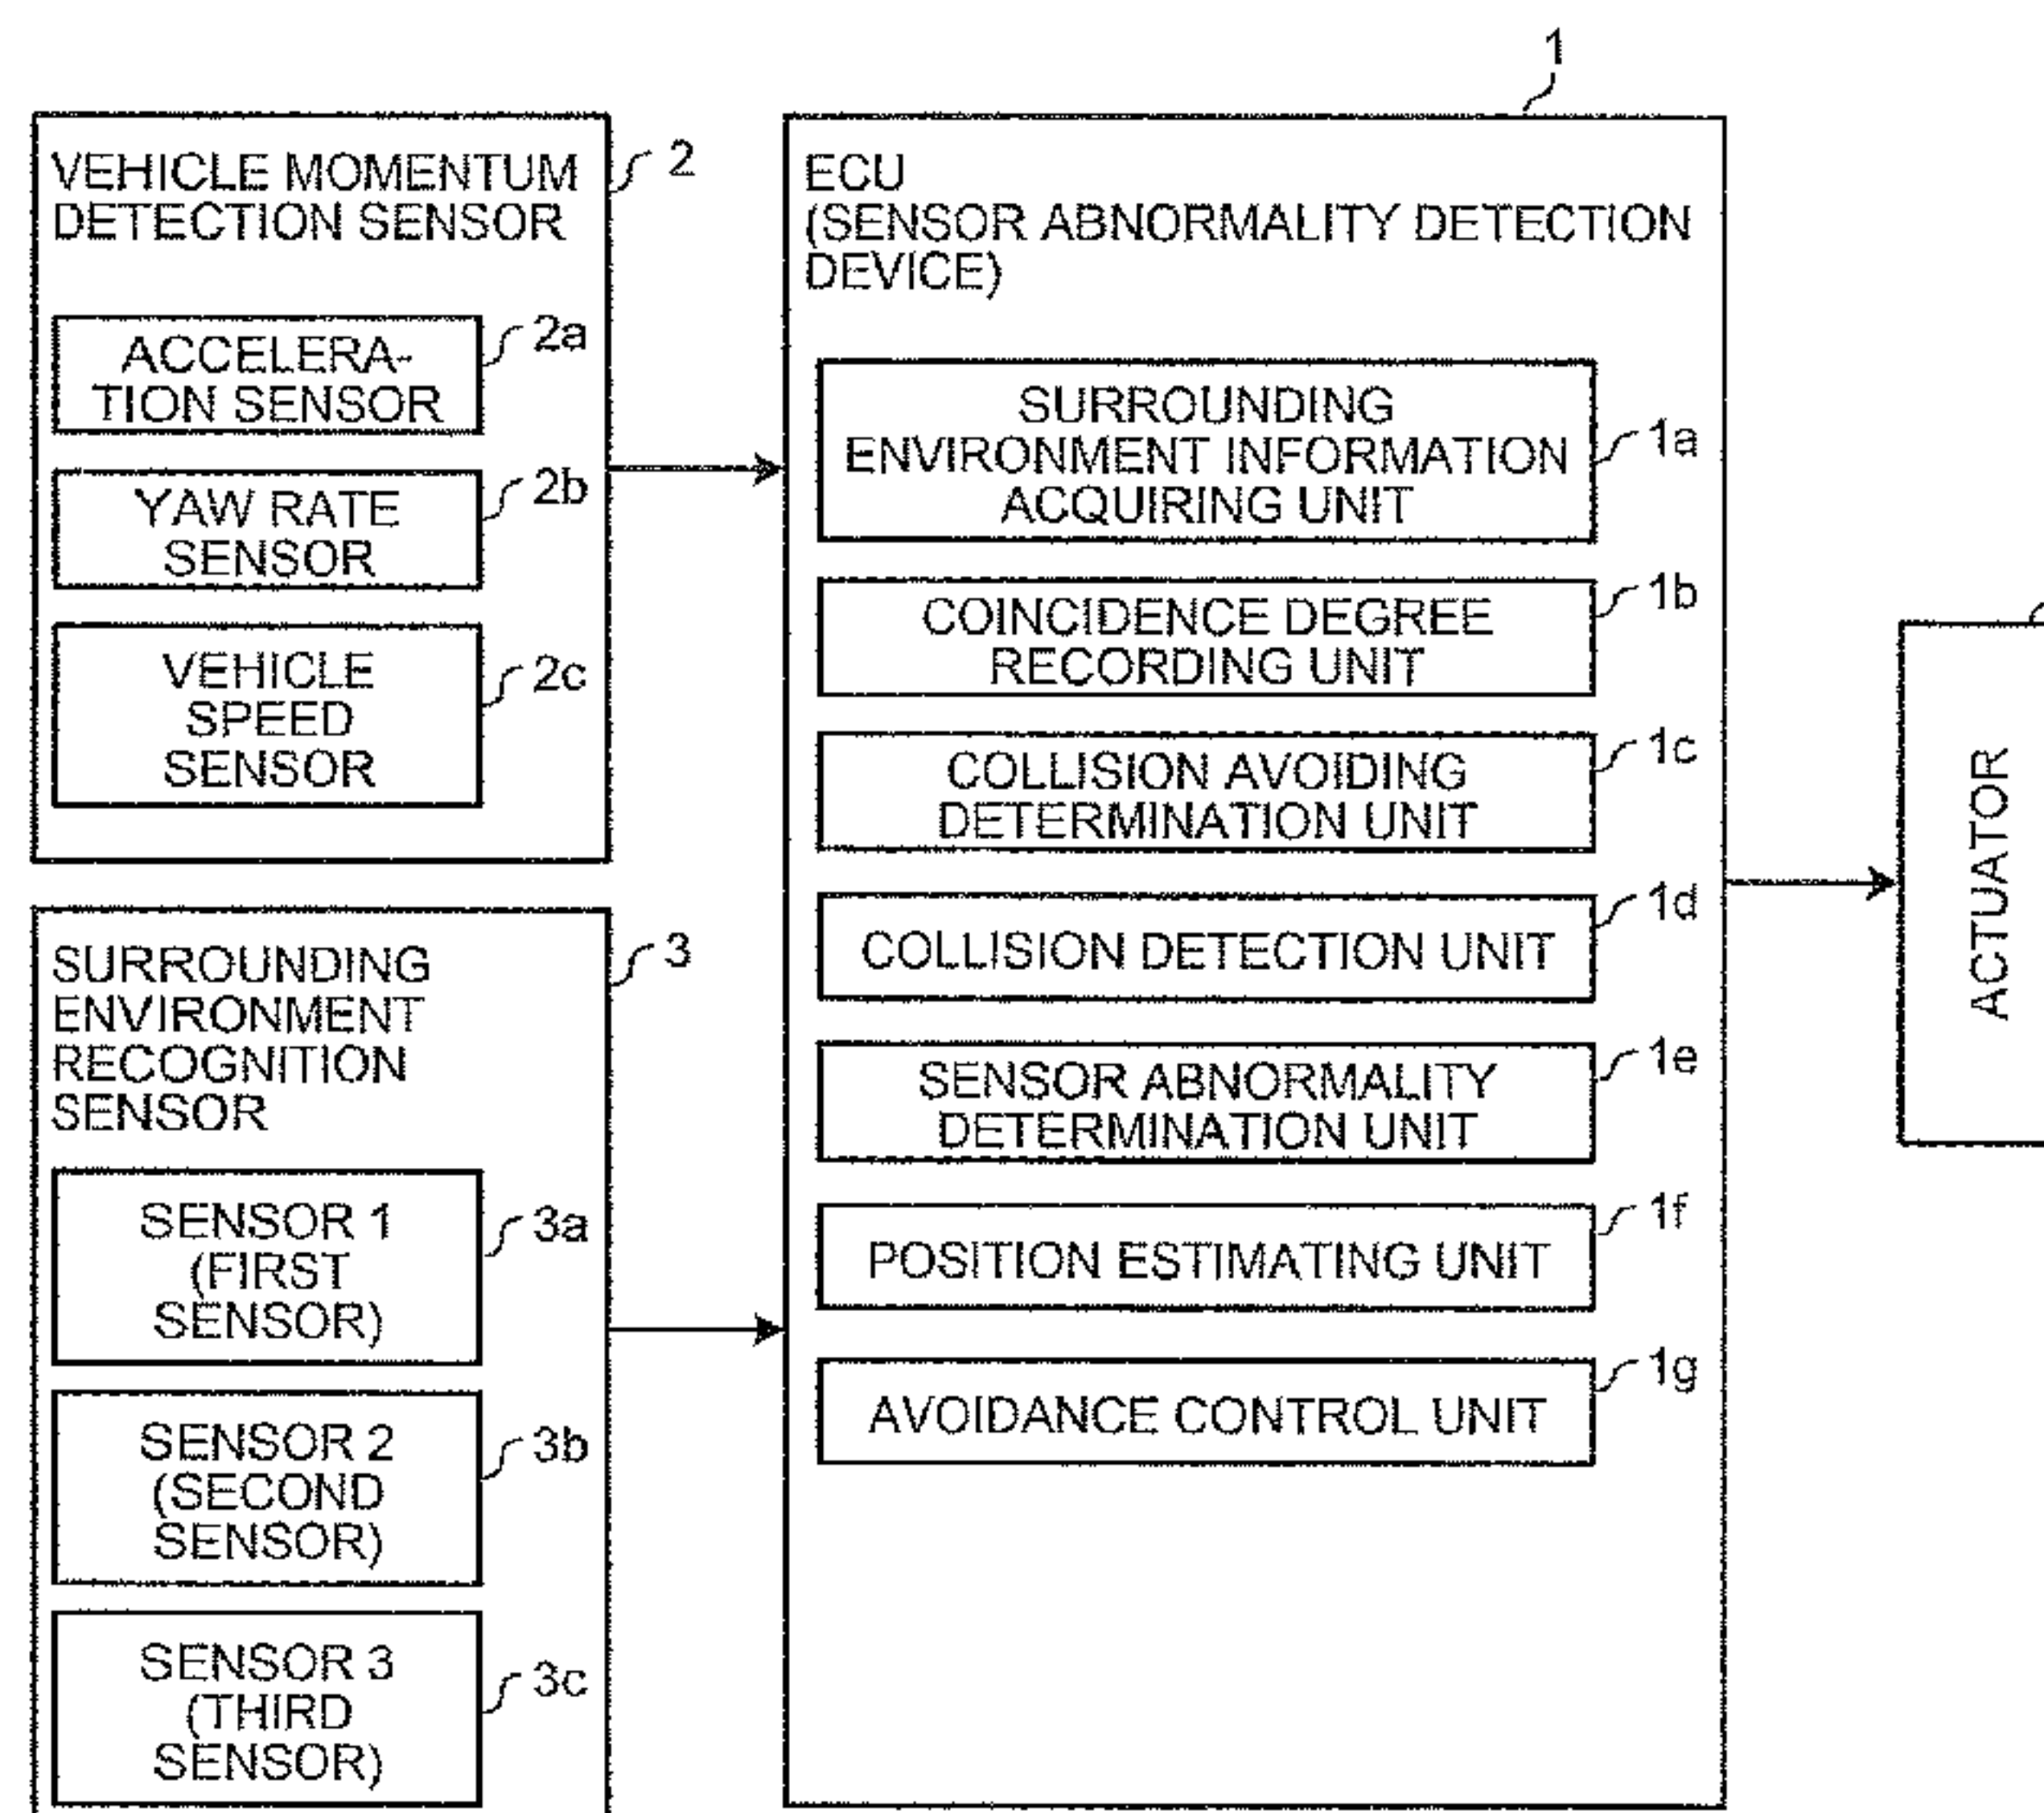 1
VEHICLE MOMENTUM
DETECTION SENSOR
2
ACCELERA-
TION SENSOR
2a
YAW RATE
SENSOR
2b
VEHICLE
SPEED
SENSOR
2c
SURROUNDING
ENVIRONMENT
RECOGNITION
SENSOR
3
SENSOR 1
(FIRST
SENSOR)
3a
SENSOR 2
(SECOND
SENSOR)
3b
SENSOR 3
(THIRD
SENSOR)
3c
ECU
(SENSOR ABNORMALITY DETECTION
DEVICE)
SURROUNDING
ENVIRONMENT INFORMATION
ACQUIRING UNIT
1a
COINCIDENCE DEGREE
RECORDING UNIT
1b
COLLISION AVOIDING
DETERMINATION UNIT
1c
COLLISION DETECTION UNIT
1d
SENSOR ABNORMALITY
DETERMINATION UNIT
1e
POSITION ESTIMATING UNIT
1f
AVOIDANCE CONTROL UNIT
1g
ACTUATOR